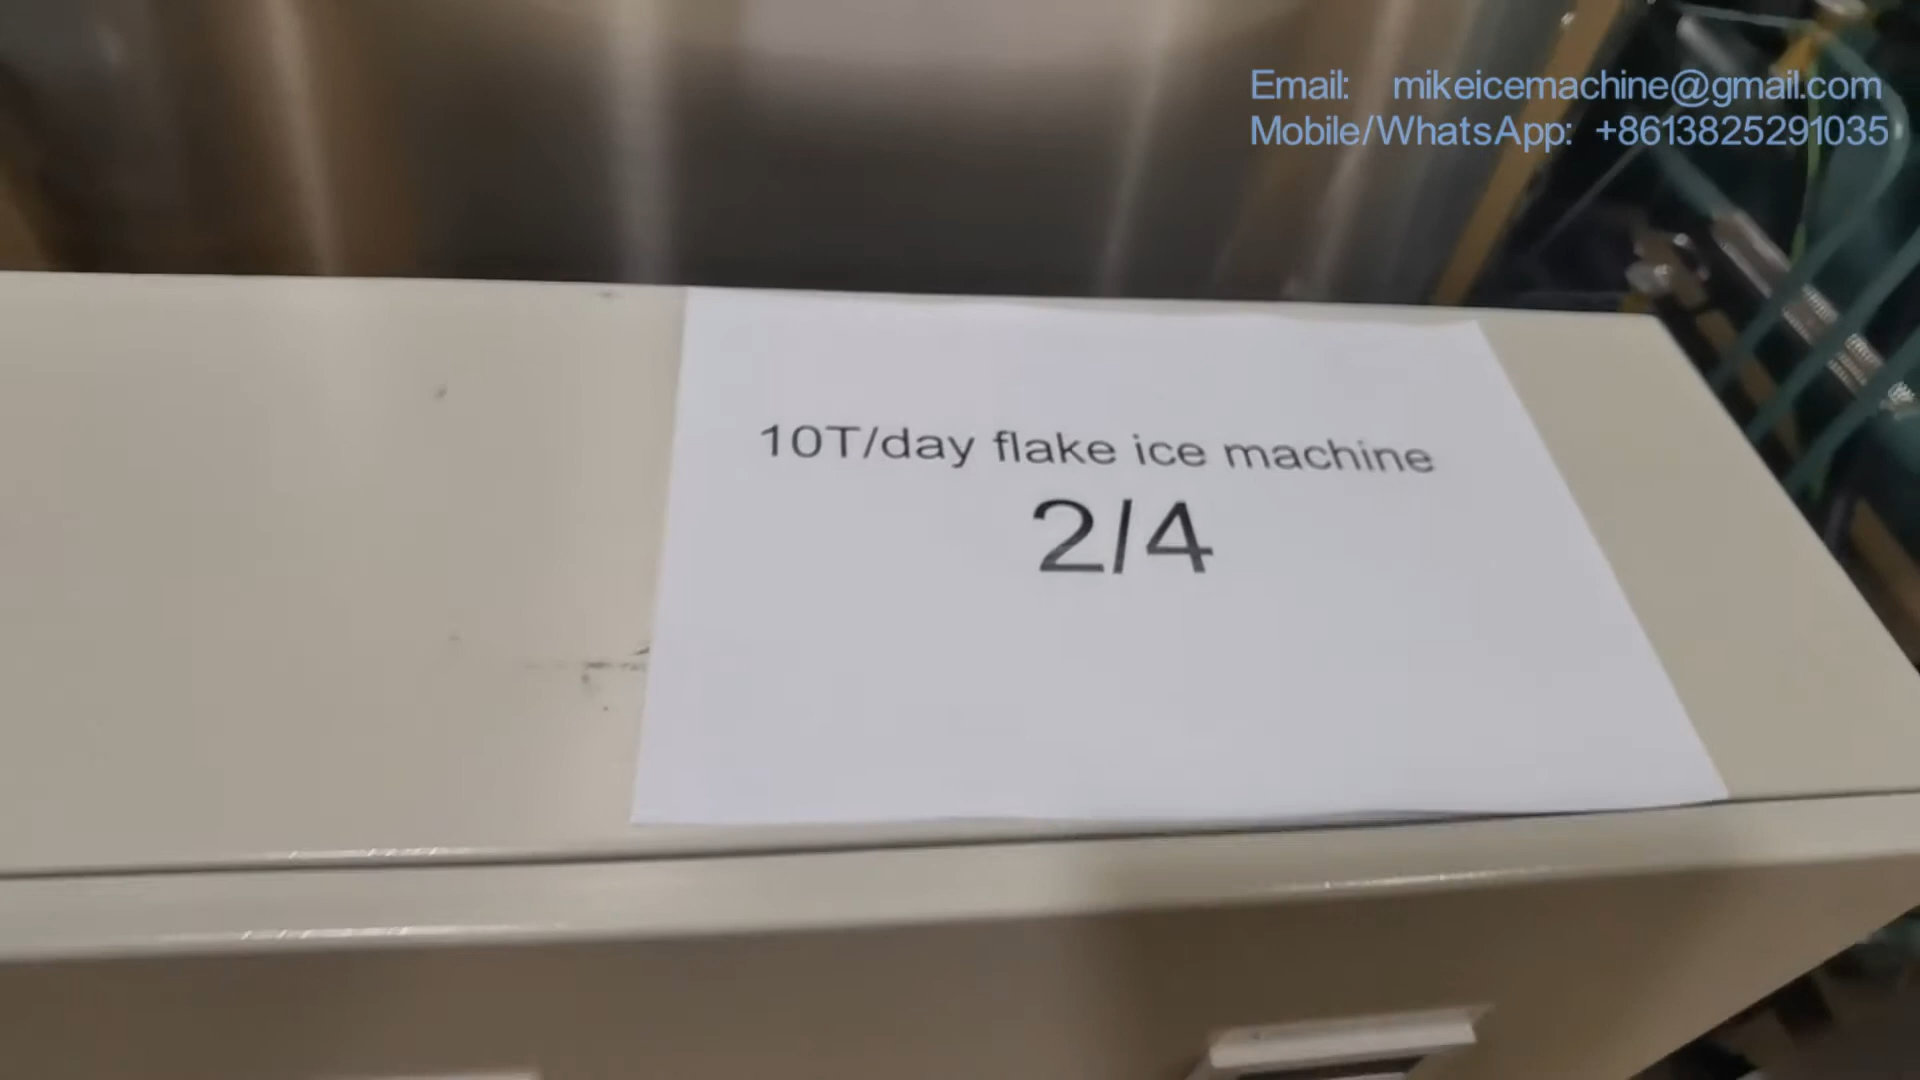 Email: mikeicemachine@gmail.com
Mobile/WhatsApp: +8613825291035
10T/day flake ice machine
2/4